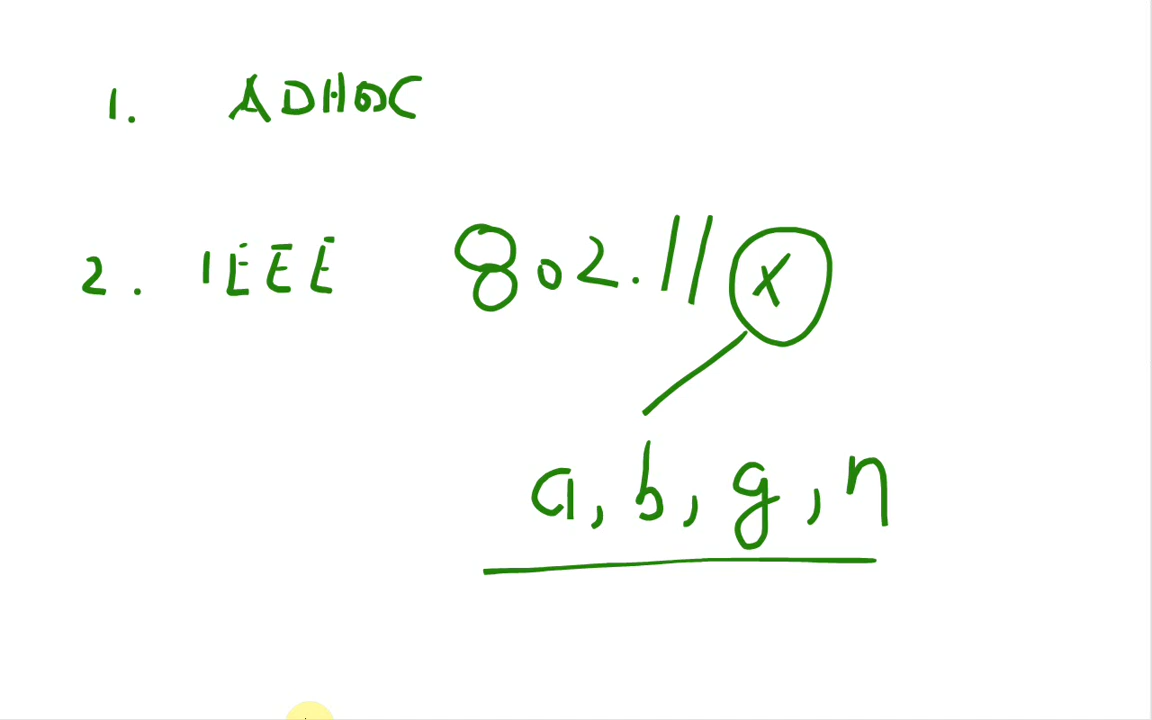 1. ADHOC
2. IEEE 802.11 x
a, b, g, n